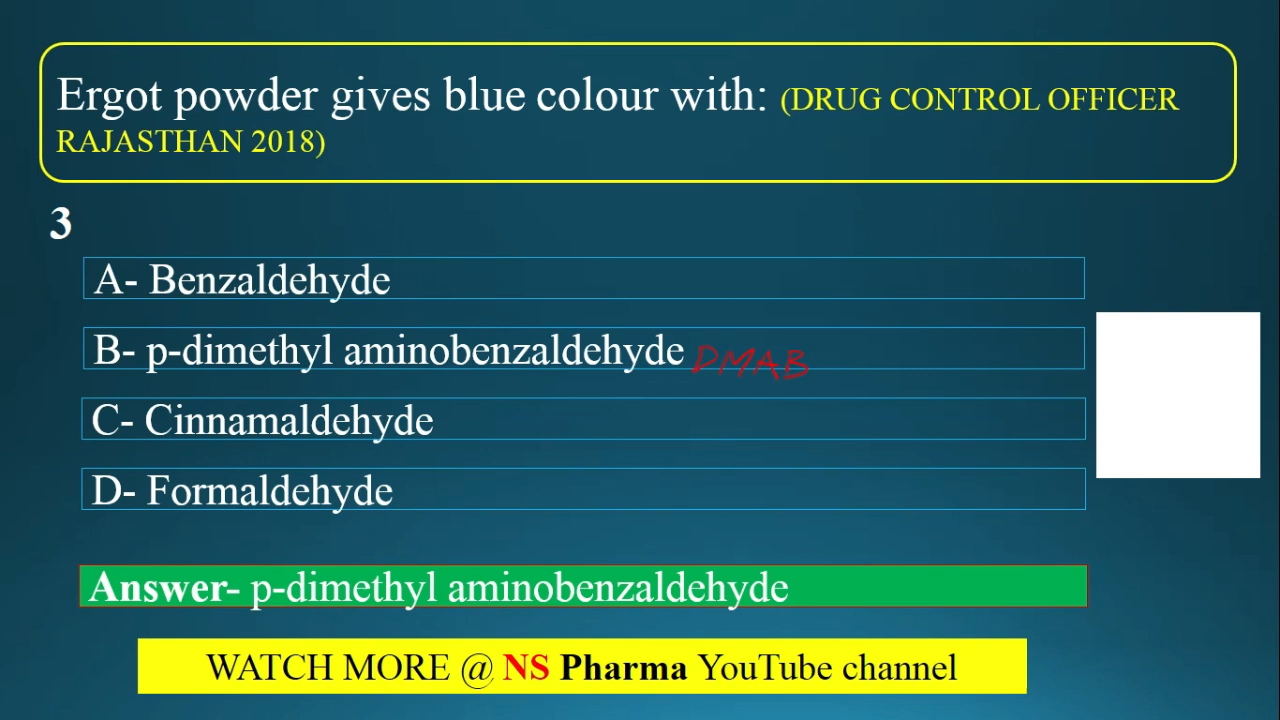 Ergot powder gives blue colour with: (DRUG CONTROL OFFICER
RAJASTHAN 2018)
3
A- Benzaldehyde
B- p-dimethyl aminobenzaldehyde DMAB
C- Cinnamaldehyde
D- Formaldehyde
Answer- p-dimethyl aminobenzaldehyde
WATCH MORE @ NS Pharma YouTube channel